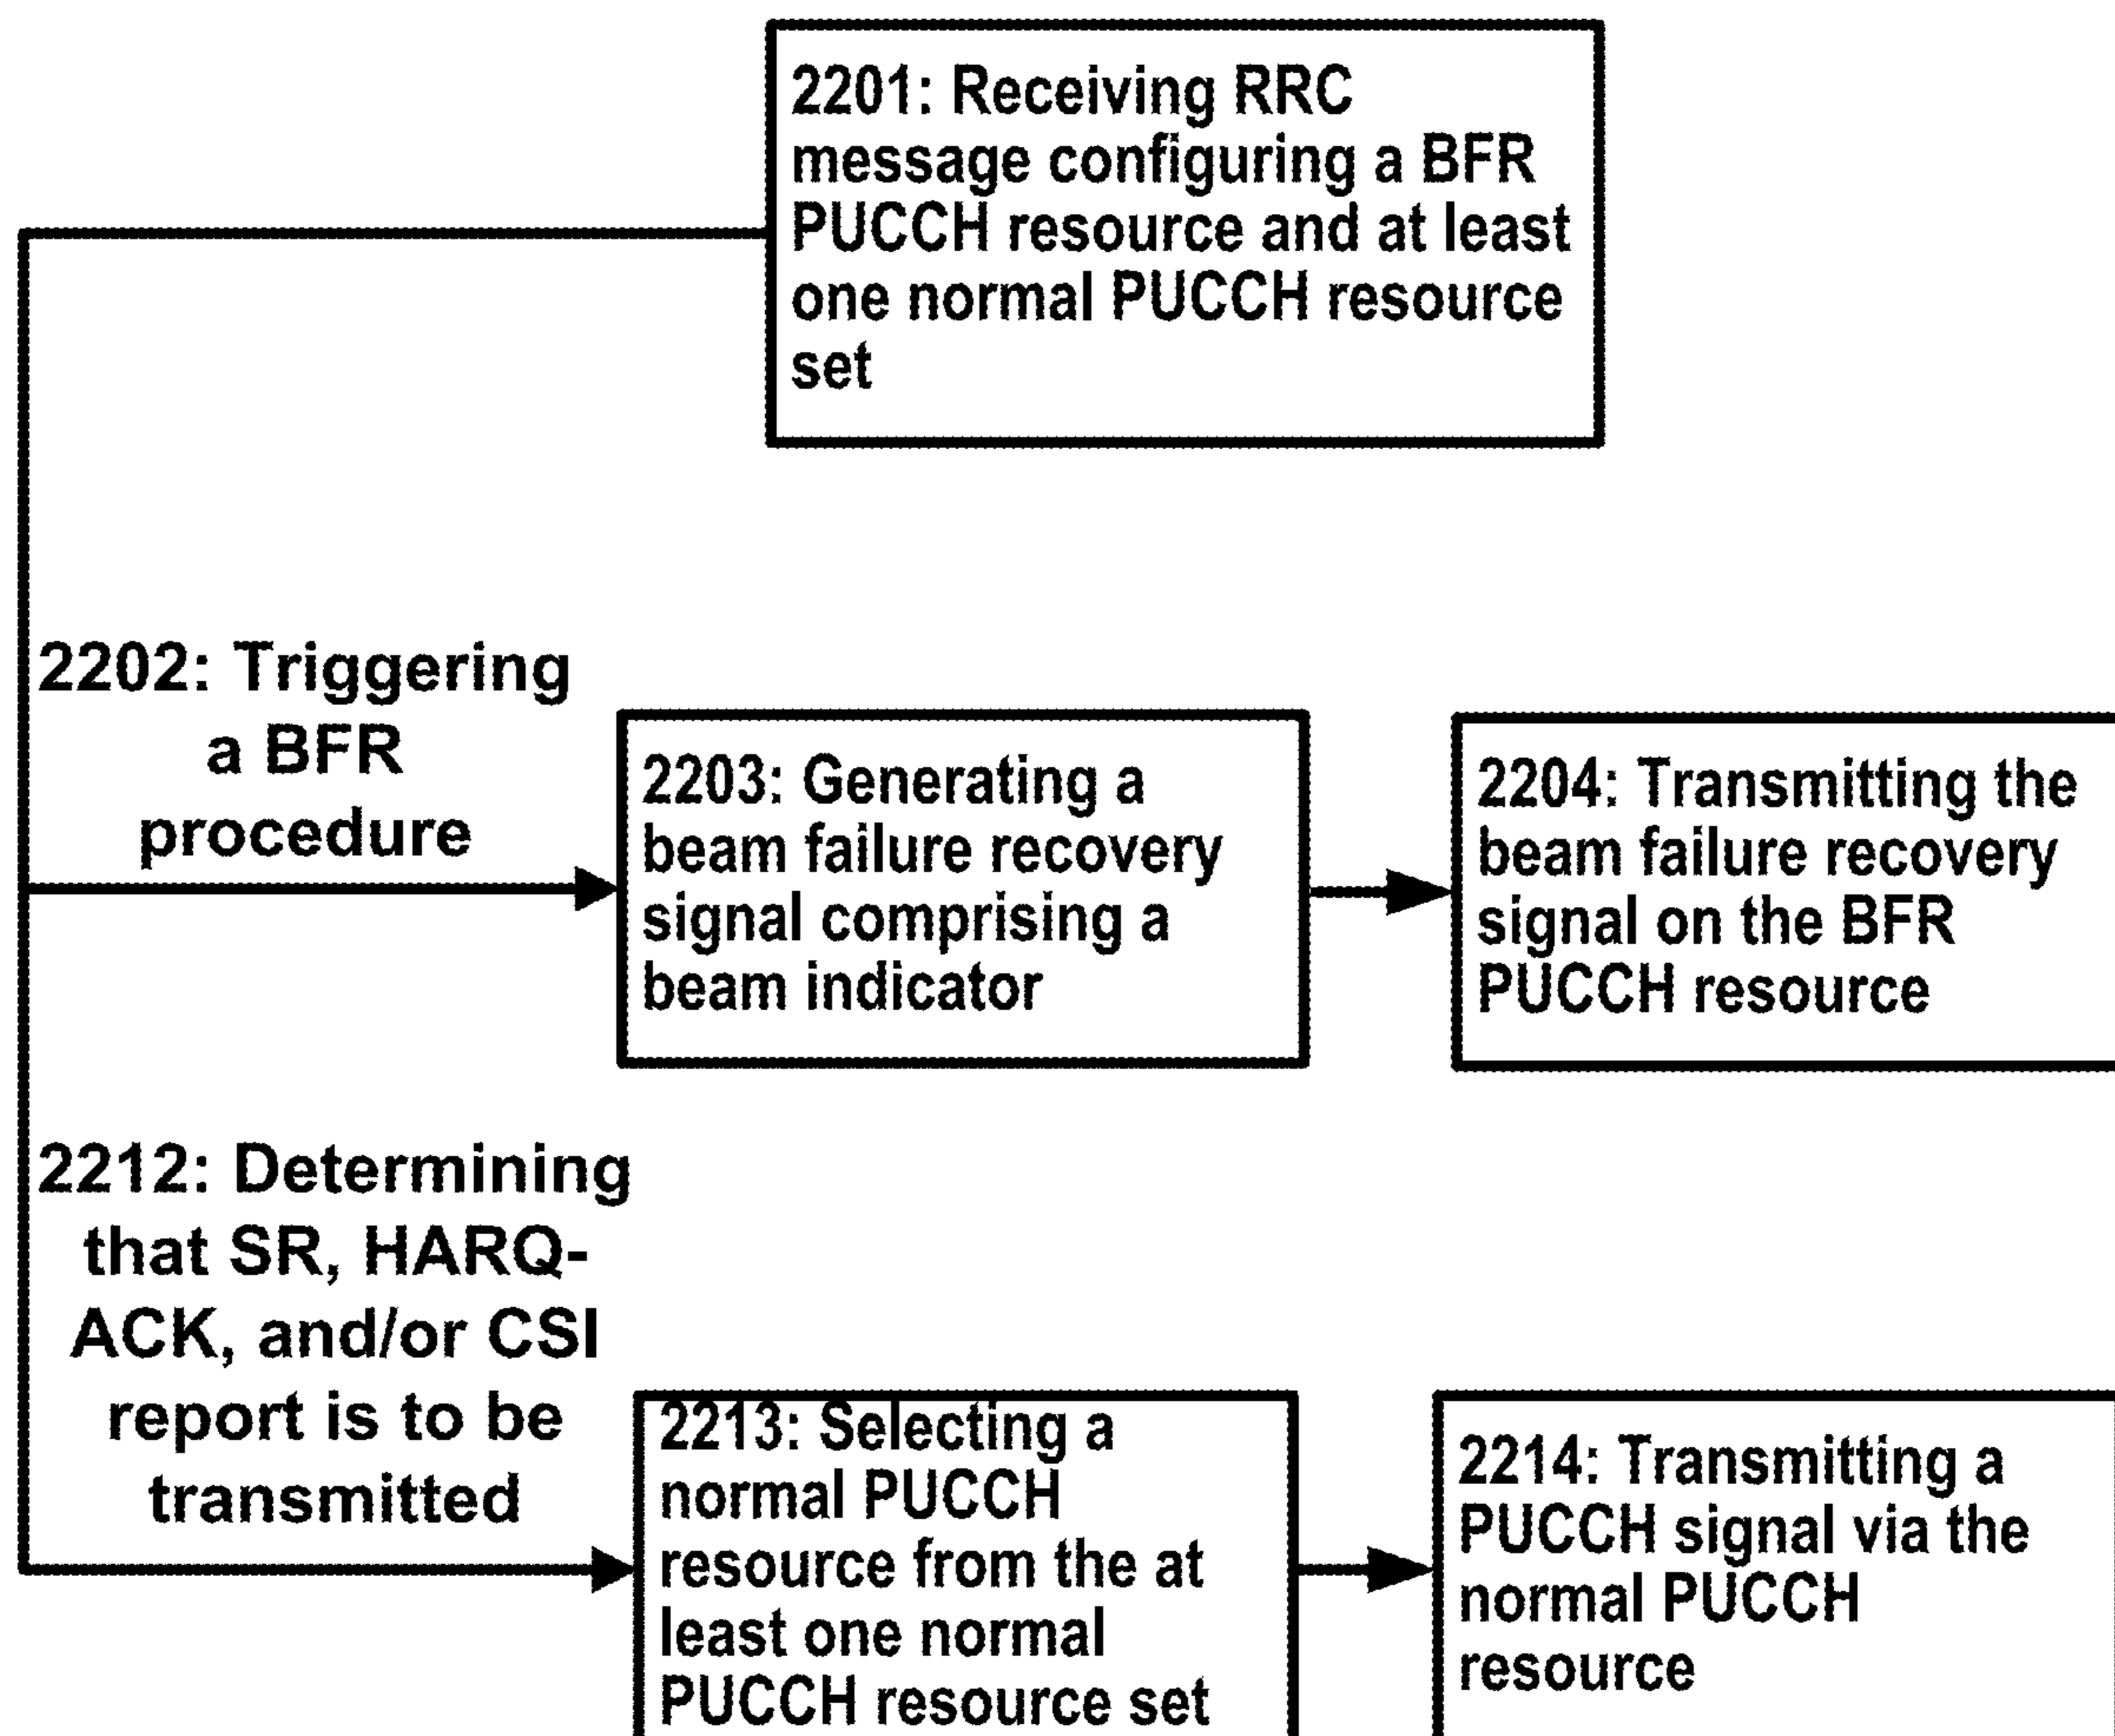 2201: Receiving RRC
message configuring a BFR
PUCCH resource and at least
one normal PUCCH resource
set
2202: Triggering
a BFR
procedure
2203: Generating a
beam failure recovery
signal comprising a
beam indicator
2204: Transmitting the
beam failure recovery
signal on the BFR
PUCCH resource
2212: Determining
that SR, HARQ-
ACK, and/or CSI
report is to be
transmitted
2213: Selecting a
normal PUCCH
resource from the at
least one normal
PUCCH resource set
2214: Transmitting a
PUCCH signal via the
normal PUCCH
resource